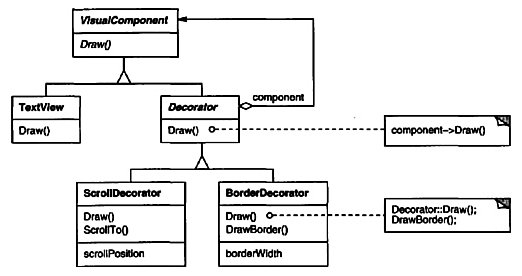 VisualComponent
Draw()
TextView
Draw()
Decorator
Draw()
component
component->Draw()
ScrollDecorator
Draw()
ScrollTo()
scrollPosition
BorderDecorator
Draw()
DrawBorder()
borderWidth
Decorator::Draw();
DrawBorder();